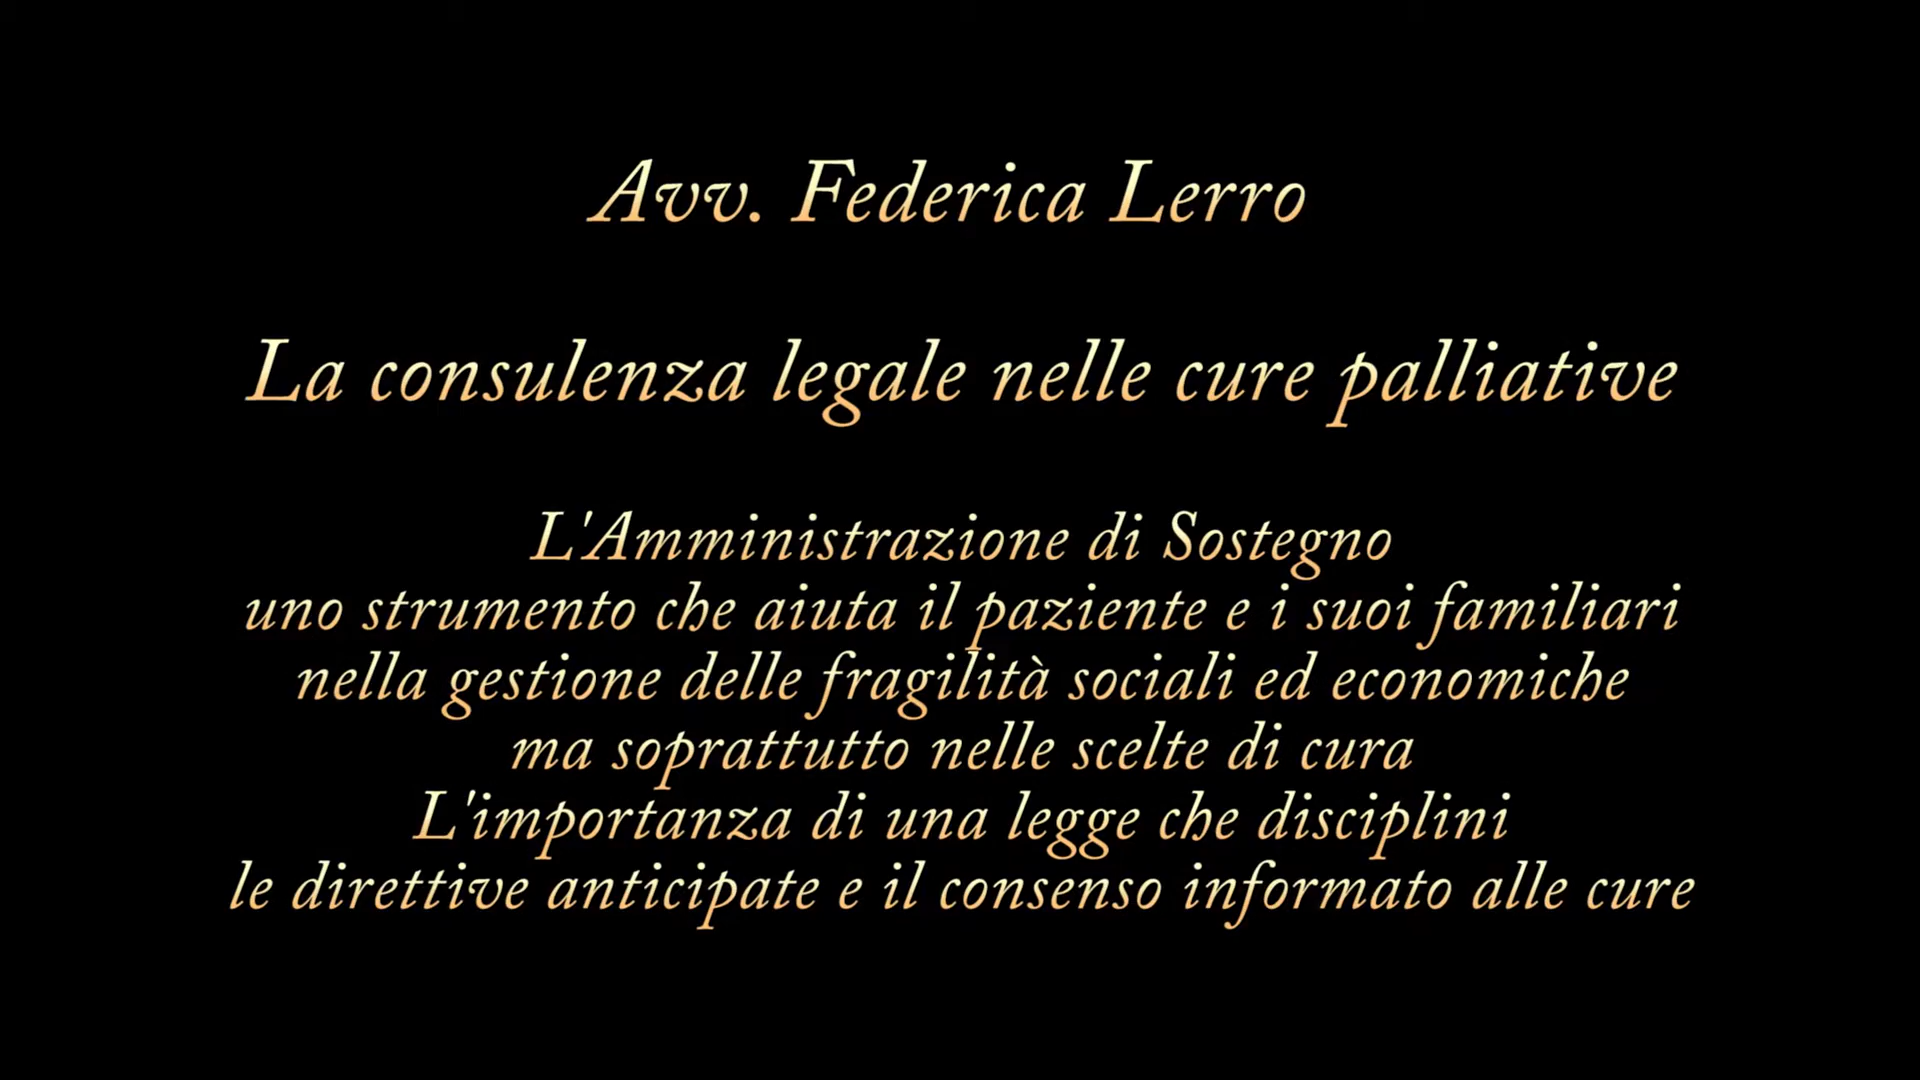 Avv. Federica Lerro
La consulenza legale nelle cure palliative
L'Amministrazione di Sostegno
uno strumento che aiuta il paziente e i suoi familiari
nella gestione delle fragilità sociali ed economiche
ma soprattutto nelle scelte di cura
L'importanza di una legge che disciplini
le direttive anticipate e il consenso informato alle cure